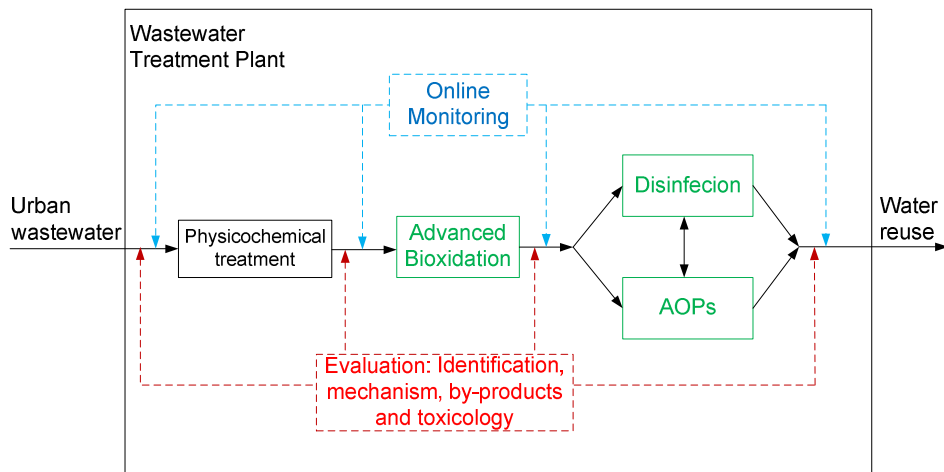 Wastewater
Treatment Plant
Online
Monitoring
Urban
wastewater
Physicochemical
treatment
Advanced
Bioxidation
Disinfecion
AOPs
Water
reuse
Evaluation: Identification,
mechanism, by-products
and toxicology